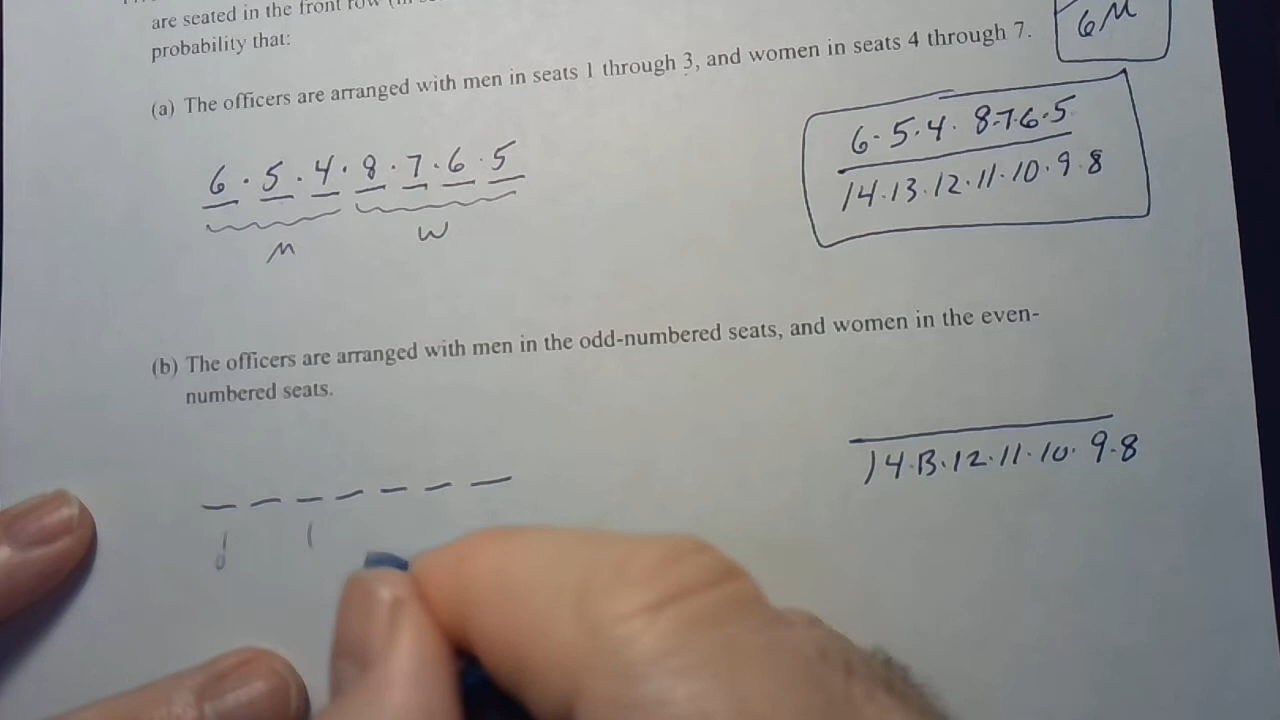 are seated in the front row (in
probability that:
6M
(a) The officers are arranged with men in seats 1 through 3, and women in seats 4 through 7.
6 · 5 · 4 · 8 · 7 · 6 · 5
M W
6 · 5 · 4 · 8 · 7 · 6 · 5
14 · 13 · 12 · 11 · 10 · 9 · 8
(b) The officers are arranged with men in the odd-numbered seats, and women in the even-
numbered seats.
14 · 13 · 12 · 11 · 10 · 9 · 8